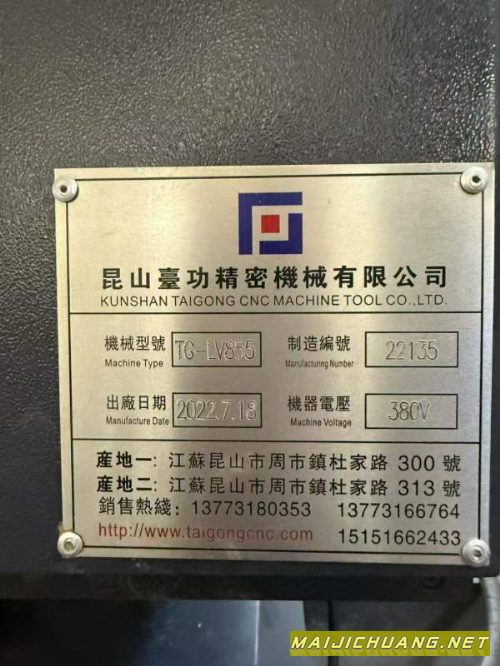 昆山臺功精密機械有限公司
KUNSHAN TAIGONG CNC MACHINE TOOL CO.,LTD.
機械型號 TG-LV855 制造編號 22135
Machine Type Manufacturing Number
出廠日期 2022.7.18 機器電壓 380V
Manufacture Date Machine Voltage
産地一: 江蘇昆山市周市鎮杜家路 300 號
産地二: 江蘇昆山市周市鎮杜家路 313 號
銷售熱綫: 13773180353 13773166764
http://www.taigongcnc.com 15151662433
MAIJICHUANG.NET